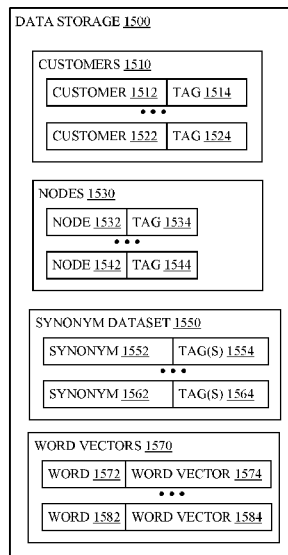 DATA STORAGE 1500
CUSTOMERS 1510
CUSTOMER 1512 TAG 1514
•••
CUSTOMER 1522 TAG 1524
NODES 1530
NODE 1532 TAG 1534
•••
NODE 1542 TAG 1544
SYNONYM DATASET 1550
SYNONYM 1552 TAG(S) 1554
•••
SYNONYM 1562 TAG(S) 1564
WORD VECTORS 1570
WORD 1572 WORD VECTOR 1574
•••
WORD 1582 WORD VECTOR 1584